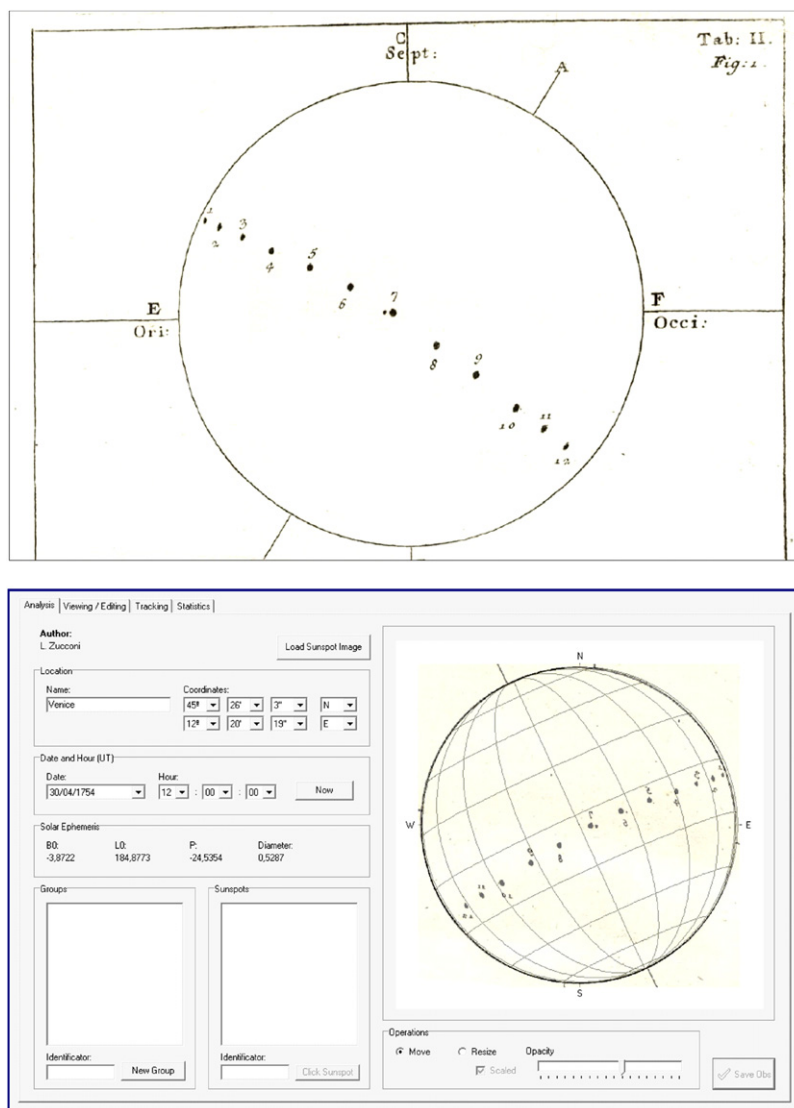 C
Sept:
Tab: II.
Fig: 1.
A
1
2
3
4
5
6
7
8
9
10
11
12
E
Ori:
F
Occi:
Analysis Viewing / Editing Tracking Statistics
Author:
L. Zucconi
Load Sunspot Image
Location
Name:
Venice
Coordinates:
45º 26' 3" N
12º 20' 19" E
Date and Hour (UT)
Date:
30/04/1754
Hour:
12 : 00 : 00
Now
Solar Ephemeris
B0: L0: P: Diameter:
-3,8722 184,8773 -24,5354 0,5287
Groups
Sunspots
Identificator:
New Group
Identificator:
Click Sunspot
N
W
E
S
Operations
Move Resize Opacity
Scaled
Save Obs